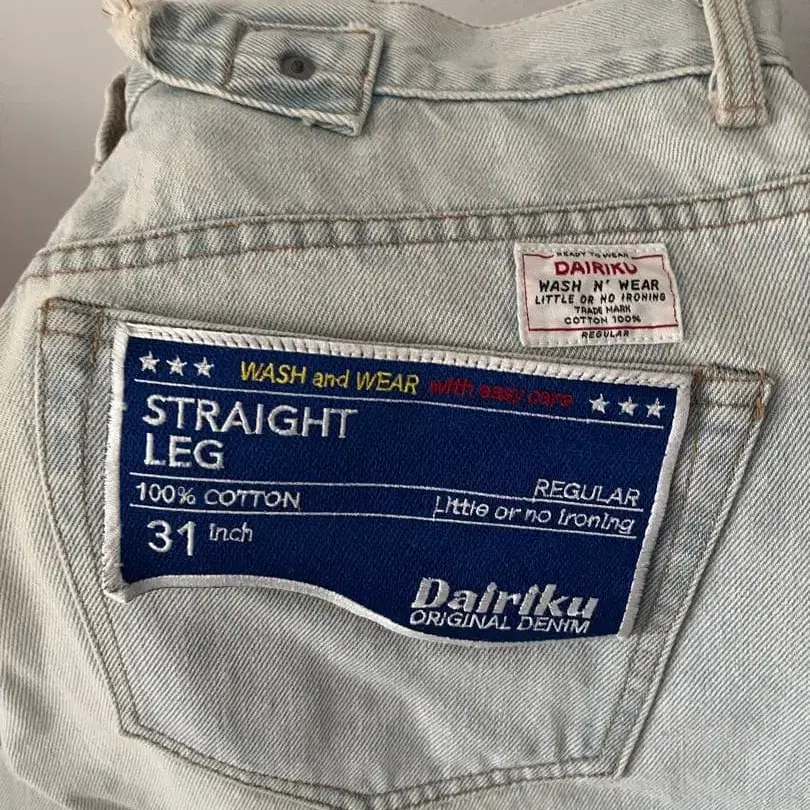 READY TO WEAR
DAIRIKU
WASH N' WEAR
LITTLE OR NO IRONING
TRADE MARK
COTTON 100%
REGULAR
WASH and WEAR with easy care
STRAIGHT
LEG
REGULAR
100% COTTON
Little or no ironing
31 inch
Dairiku
ORIGINAL DENIM